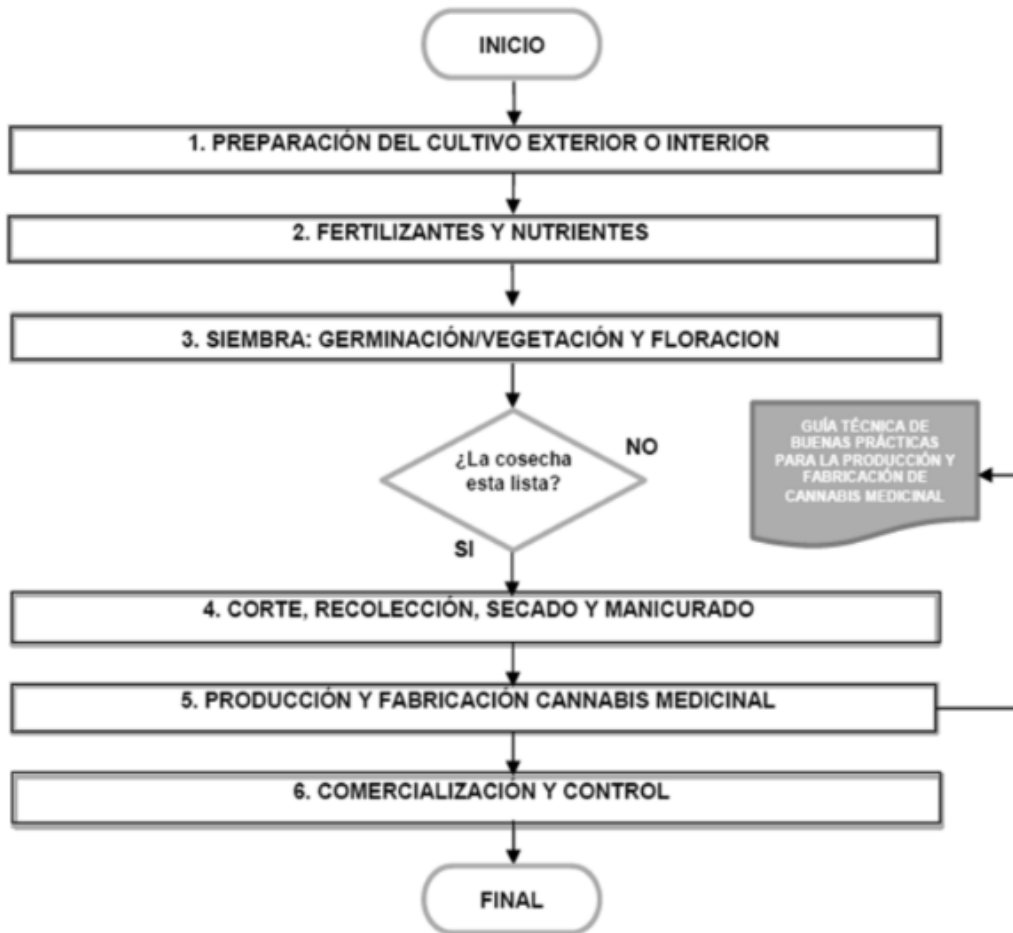 INICIO
1. PREPARACIÓN DEL CULTIVO EXTERIOR O INTERIOR
2. FERTILIZANTES Y NUTRIENTES
3. SIEMBRA: GERMINACIÓN/VEGETACIÓN Y FLORACION
¿La cosecha
esta lista?
NO
SI
GUÍA TÉCNICA DE
BUENAS PRÁCTICAS
PARA LA PRODUCCIÓN Y
FABRICACIÓN DE
CANNABIS MEDICINAL
4. CORTE, RECOLECCIÓN, SECADO Y MANICURADO
5. PRODUCCIÓN Y FABRICACIÓN CANNABIS MEDICINAL
6. COMERCIALIZACIÓN Y CONTROL
FINAL